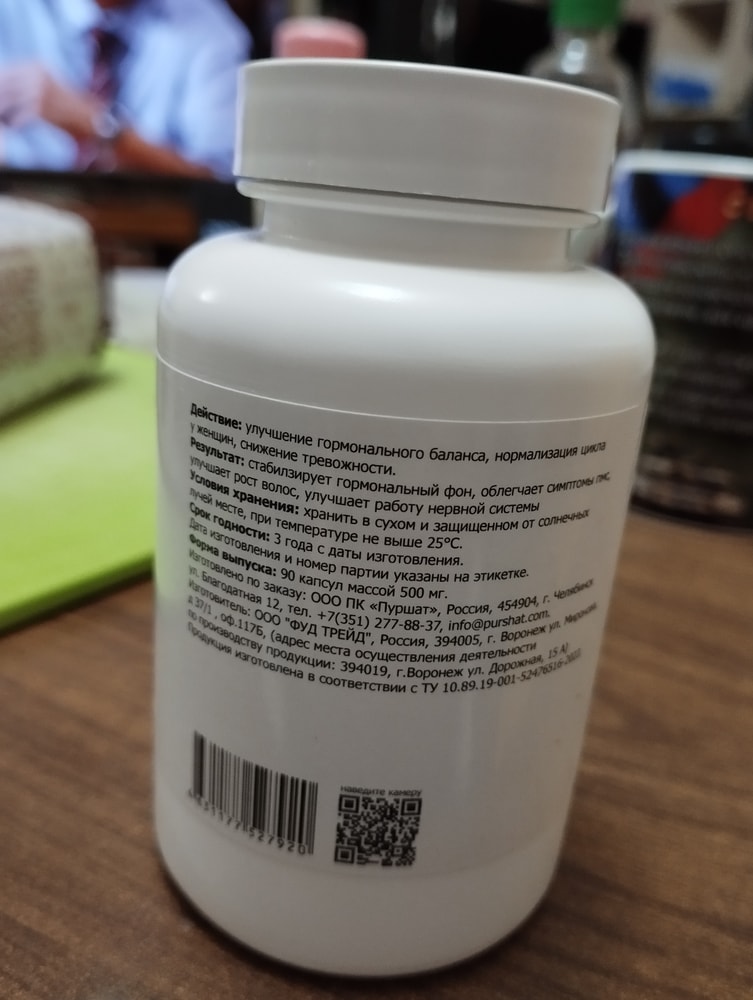 Действие: улучшение гормонального баланса, нормализация цикла
у женщин, снижение тревожности.
Результат: стабилзирует гормональный фон, облегчает симптомы пмс,
улучшает рост волос, улучшает работу нервной системы
Условия хранения: хранить в сухом и защищенном от солнечных
лучей месте, при температуре не выше 25°C.
Срок годности: 3 года с даты изготовления.
Дата изготовления и номер партии указаны на этикетке.
Форма выпуска: 90 капсул массой 500 мг.
Изготовлено по заказу: ООО ПК «Пуршат», Россия, 454904, г. Челябинск
ул. Благодатная 12, тел. +7(351) 277-88-37, info@purshat.com.
Изготовитель: ООО "ФУД ТРЕЙД", Россия, 394005, г. Воронеж ул. Миронова,
д 37/1 , оф.117Б, (адрес места осуществления деятельности
по производству продукции: 394019, г.Воронеж ул. Дорожная, 15 А)
Продукция изготовлена в соответствии с ТУ 10.89.19-001-52476516-2022.
наведите камеру